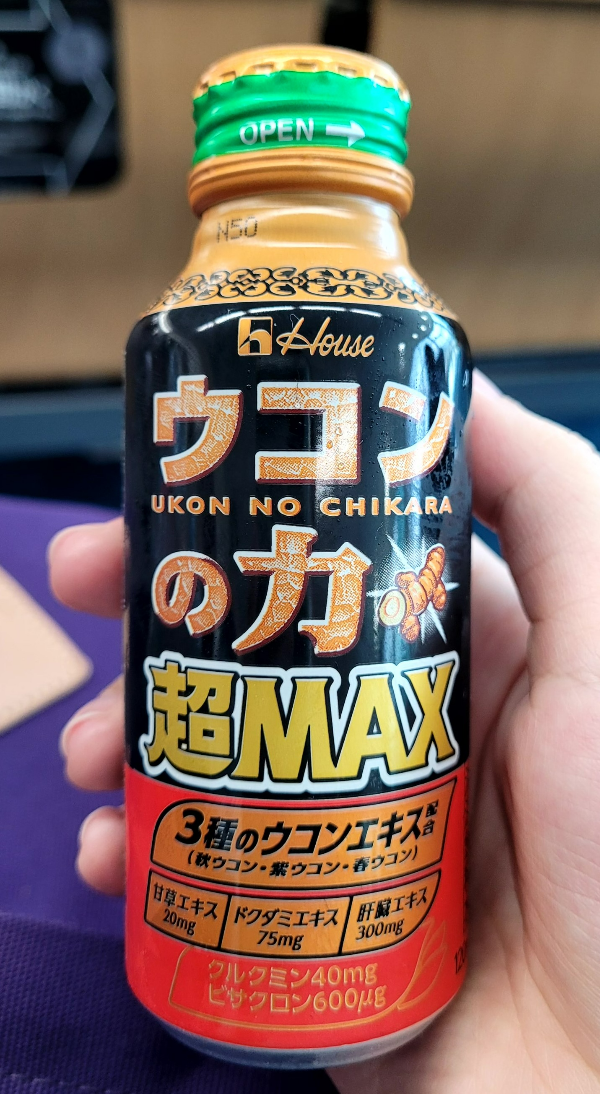 OPEN →
N50
House
ウコン
UKON NO CHIKARA
の力
超MAX
3種のウコンエキス配合
(秋ウコン・紫ウコン・春ウコン)
甘草エキス
20mg
ドクダミエキス
75mg
肝臓エキス
300mg
クルクミン40mg
ビサクロン600μg